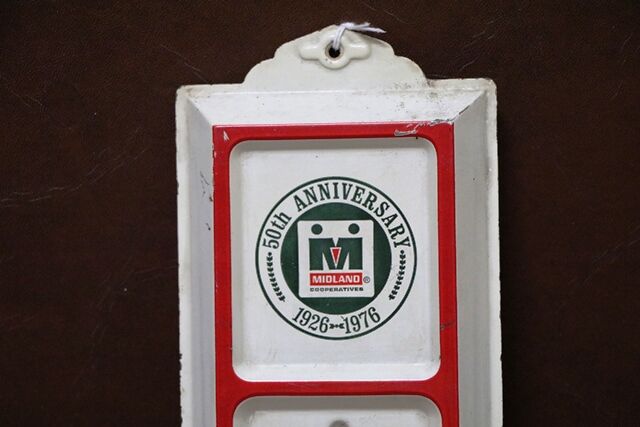 50th ANNIVERSARY
M
MIDLAND®
COOPERATIVES
1926 1976